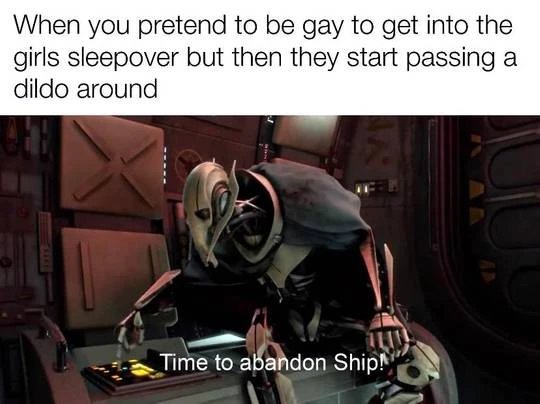 When you pretend to be gay to get into the
girls sleepover but then they start passing a
dildo around
Time to abandon Ship!